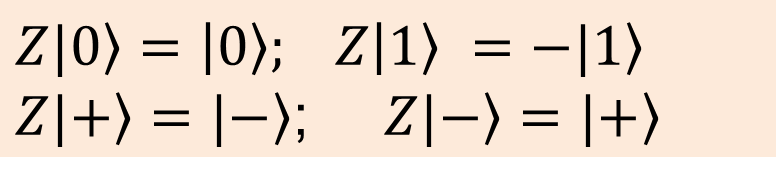 Z|0⟩ = |0⟩; Z|1⟩ = −|1⟩
Z|+⟩ = |−⟩; Z|−⟩ = |+⟩